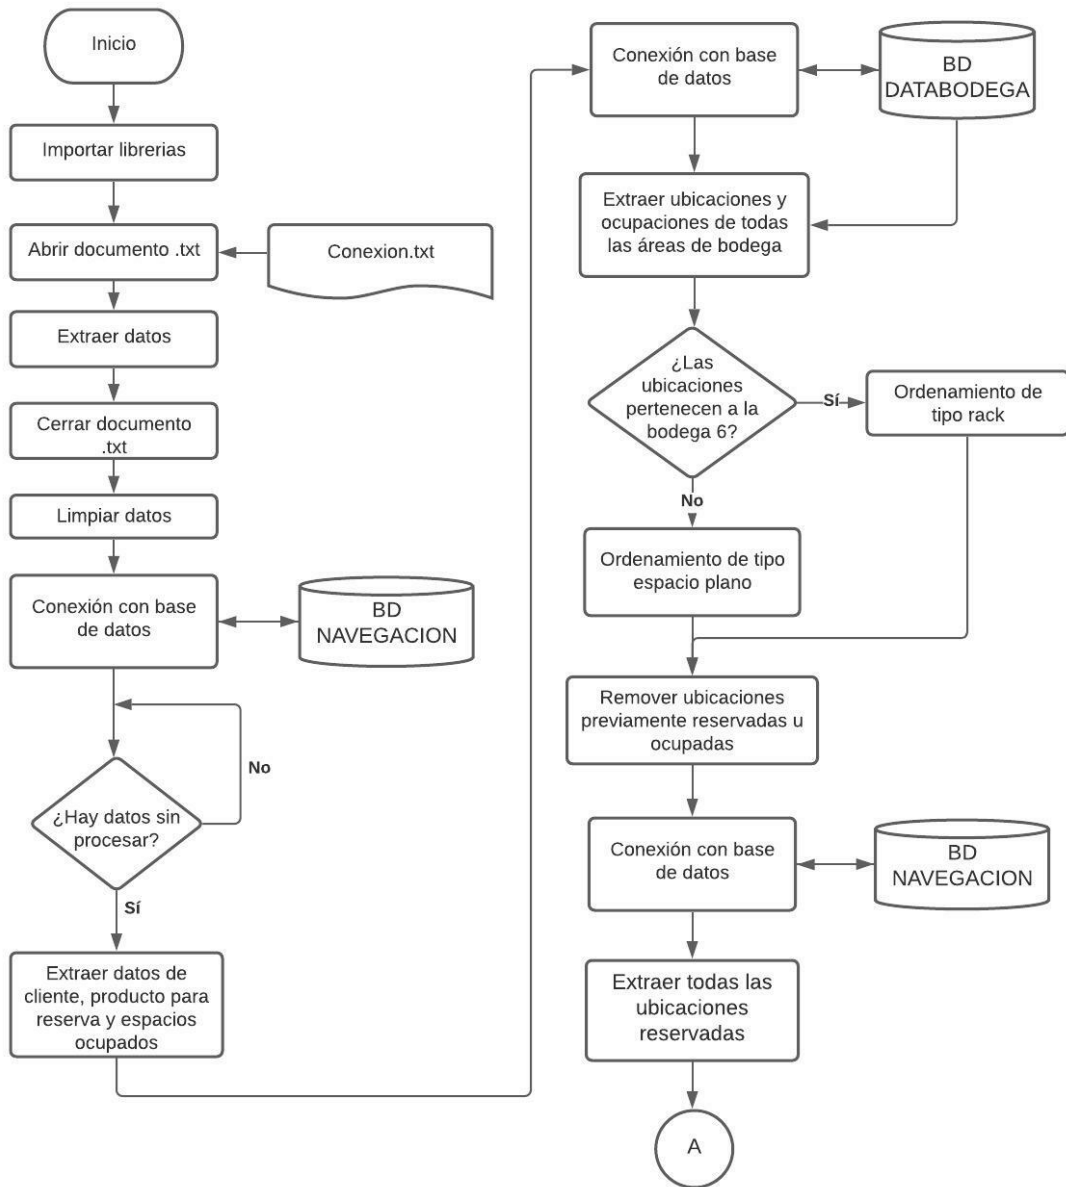 Inicio
Importar librerias
Abrir documento .txt
Conexion.txt
Extraer datos
Cerrar documento
.txt
Limpiar datos
Conexión con base
de datos
BD
NAVEGACION
No
¿Hay datos sin
procesar?
Sí
Extraer datos de
cliente, producto para
reserva y espacios
ocupados
Conexión con base
de datos
BD
DATABODEGA
Extraer ubicaciones y
ocupaciones de todas
las áreas de bodega
¿Las
ubicaciones
pertenecen a la
bodega 6?
Sí
Ordenamiento de
tipo rack
No
Ordenamiento de tipo
espacio plano
Remover ubicaciones
previamente reservadas u
ocupadas
Conexión con base
de datos
BD
NAVEGACION
Extraer todas las
ubicaciones
reservadas
A